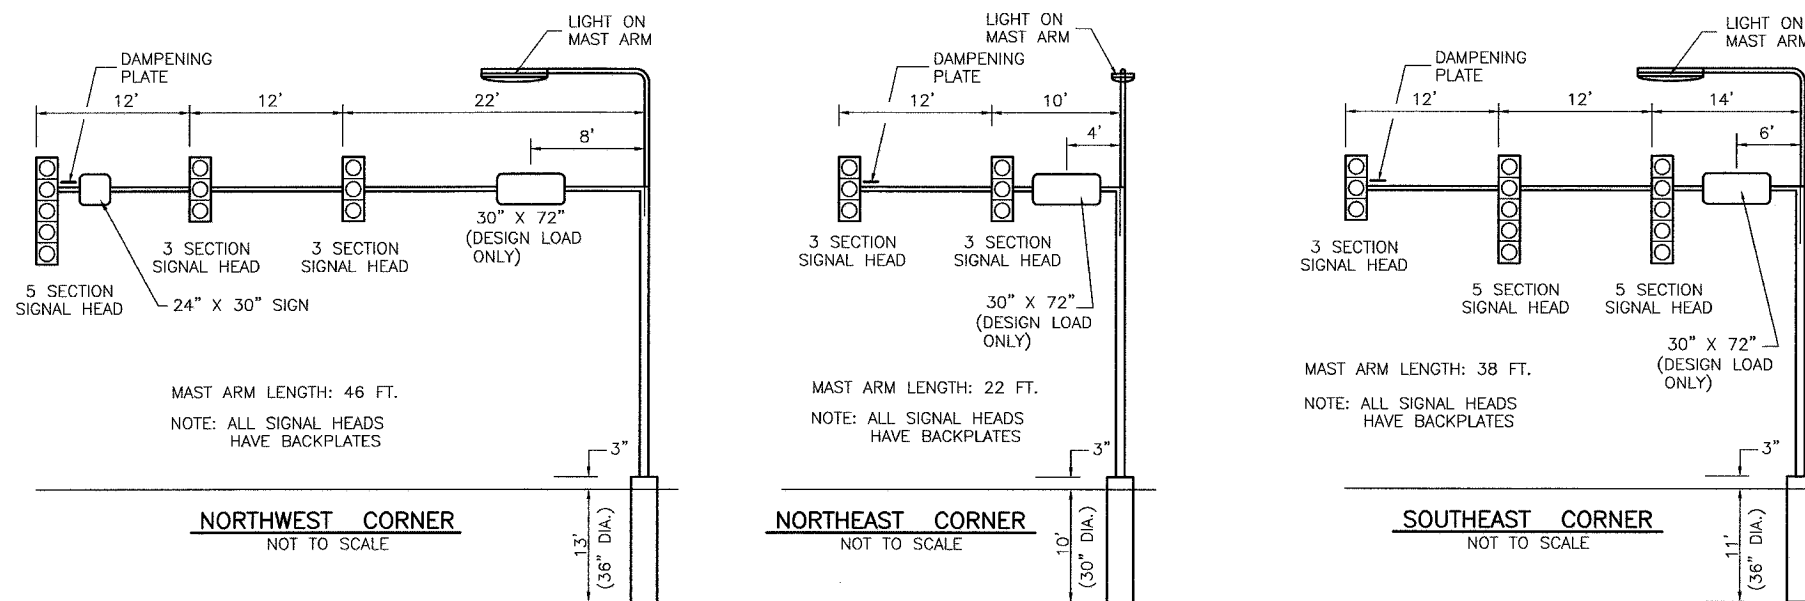 LIGHT ON
MAST ARM
DAMPENING
PLATE
12'
12'
22'
8'
30" X 72"
(DESIGN LOAD
ONLY)
3 SECTION
SIGNAL HEAD
3 SECTION
SIGNAL HEAD
5 SECTION
SIGNAL HEAD
24" X 30" SIGN
MAST ARM LENGTH: 46 FT.
NOTE: ALL SIGNAL HEADS
HAVE BACKPLATES
3"
NORTHWEST CORNER
NOT TO SCALE
13'
(36" DIA.)
LIGHT ON
MAST ARM
DAMPENING
PLATE
12'
10'
4'
3 SECTION
SIGNAL HEAD
3 SECTION
SIGNAL HEAD
30" X 72"
(DESIGN LOAD
ONLY)
MAST ARM LENGTH: 22 FT.
NOTE: ALL SIGNAL HEADS
HAVE BACKPLATES
3"
NORTHEAST CORNER
NOT TO SCALE
10'
(30" DIA.)
LIGHT ON
MAST ARM
DAMPENING
PLATE
12'
12'
14'
6'
3 SECTION
SIGNAL HEAD
5 SECTION
SIGNAL HEAD
5 SECTION
SIGNAL HEAD
30" X 72"
(DESIGN LOAD
ONLY)
MAST ARM LENGTH: 38 FT.
NOTE: ALL SIGNAL HEADS
HAVE BACKPLATES
3"
SOUTHEAST CORNER
NOT TO SCALE
11'
(36" DIA.)